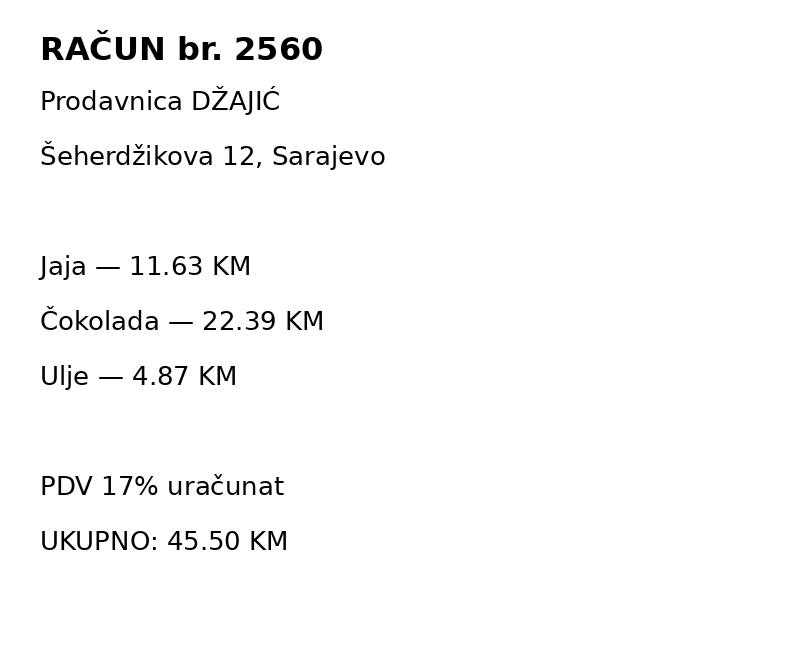 RAČUN br. 2560
Prodavnica DŽAJIĆ
Šeherdžikova 12, Sarajevo
Jaja — 11.63 KM
Čokolada — 22.39 KM
Ulje — 4.87 KM
PDV 17% uračunat
UKUPNO: 45.50 KM